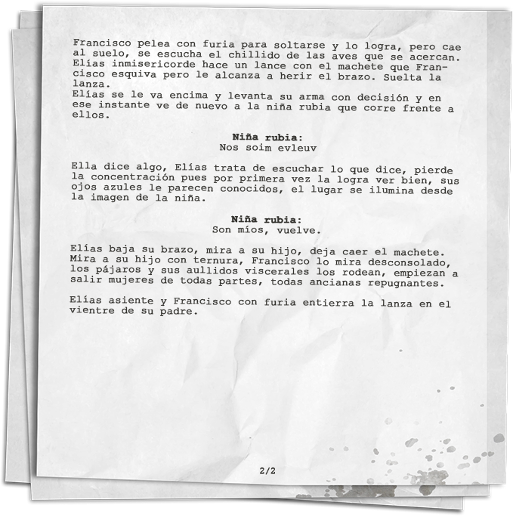 Francisco pelea con furia para soltarse y lo logra, pero cae
al suelo, se escucha el chillido de las aves que se acercan.
Elías inmisericorde hace un lance con el machete que Fran-
cisco esquiva pero le alcanza a herir el brazo. Suelta la
lanza.
Elías se le va encima y levanta su arma con decisión y en
ese instante ve de nuevo a la niña rubia que corre frente a
ellos.
Niña rubia:
Nos soim evleuv
Ella dice algo, Elías trata de escuchar lo que dice, pierde
la concentración pues por primera vez la logra ver bien, sus
ojos azules le parecen conocidos, el lugar se ilumina desde
la imagen de la niña.
Niña rubia:
Son míos, vuelve.
Elías baja su brazo, mira a su hijo, deja caer el machete.
Mira a su hijo con ternura, Francisco lo mira desconsolado,
los pájaros y sus aullidos viscerales los rodean, empiezan a
salir mujeres de todas partes, todas ancianas repugnantes.
Elías asiente y Francisco con furia entierra la lanza en el
vientre de su padre.
2/2